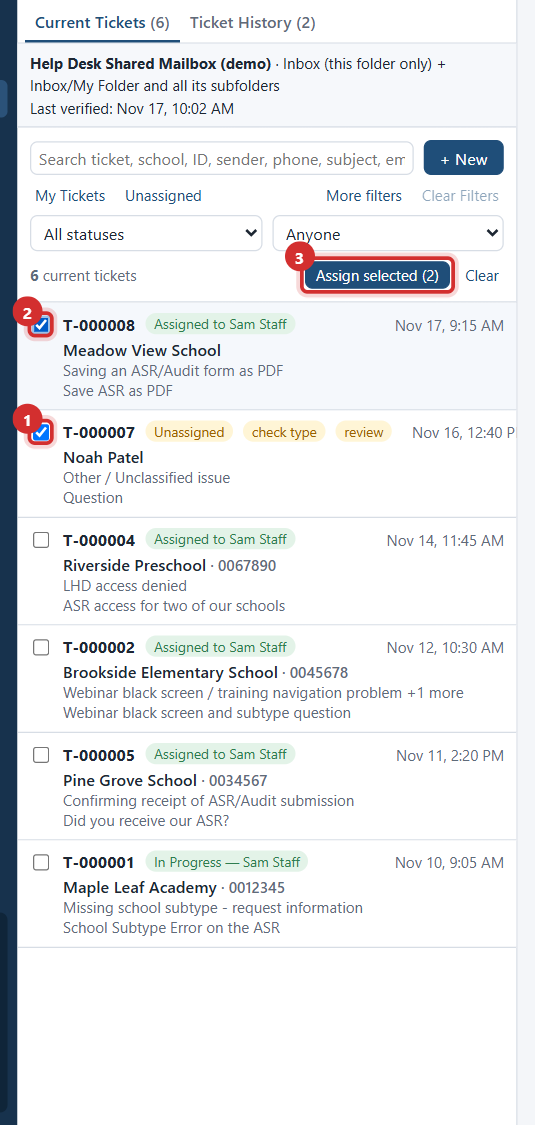 Current Tickets (6) Ticket History (2)
Help Desk Shared Mailbox (demo) · Inbox (this folder only) +
Inbox/My Folder and all its subfolders
Last verified: Nov 17, 10:02 AM
Search ticket, school, ID, sender, phone, subject, em
+ New
My Tickets Unassigned More filters Clear Filters
All statuses Anyone
3
6 current tickets Assign selected (2) Clear
2
T-000008 Assigned to Sam Staff Nov 17, 9:15 AM
Meadow View School
Saving an ASR/Audit form as PDF
Save ASR as PDF
1
T-000007 Unassigned check type review Nov 16, 12:40 P
Noah Patel
Other / Unclassified issue
Question
T-000004 Assigned to Sam Staff Nov 14, 11:45 AM
Riverside Preschool · 0067890
LHD access denied
ASR access for two of our schools
T-000002 Assigned to Sam Staff Nov 12, 10:30 AM
Brookside Elementary School · 0045678
Webinar black screen / training navigation problem +1 more
Webinar black screen and subtype question
T-000005 Assigned to Sam Staff Nov 11, 2:20 PM
Pine Grove School · 0034567
Confirming receipt of ASR/Audit submission
Did you receive our ASR?
T-000001 In Progress — Sam Staff Nov 10, 9:05 AM
Maple Leaf Academy · 0012345
Missing school subtype - request information
School Subtype Error on the ASR